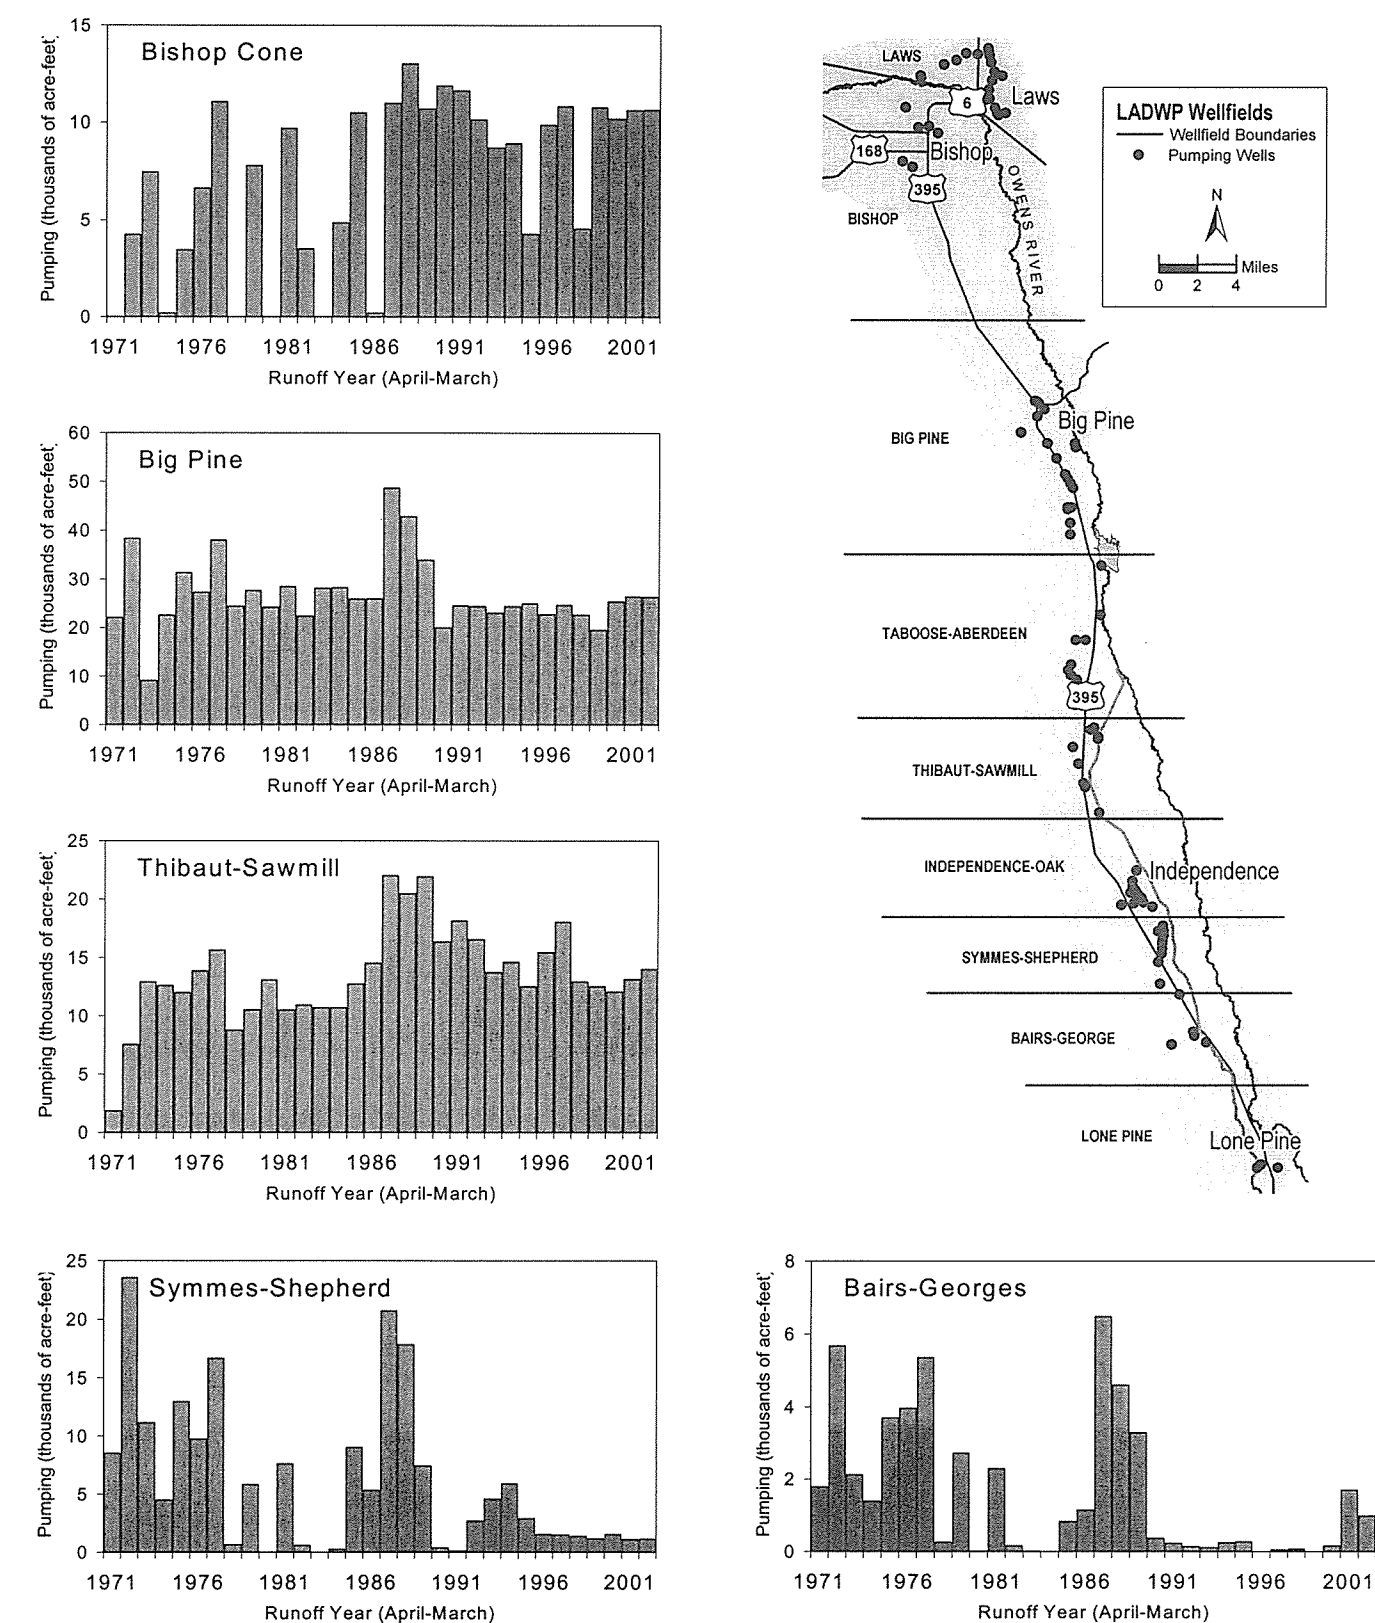 Bishop Cone
Pumping (thousands of acre-feet)
15
10
5
0
1971 1976 1981 1986 1991 1996 2001
Runoff Year (April-March)
Big Pine
Pumping (thousands of acre-feet)
60
50
40
30
20
10
0
1971 1976 1981 1986 1991 1996 2001
Runoff Year (April-March)
Thibaut-Sawmill
Pumping (thousands of acre-feet)
25
20
15
10
5
0
1971 1976 1981 1986 1991 1996 2001
Runoff Year (April-March)
Symmes-Shepherd
Pumping (thousands of acre-feet)
25
20
15
10
5
0
1971 1976 1981 1986 1991 1996 2001
Runoff Year (April-March)
LAWS
6
Laws
168
Bishop
395
BISHOP
OWENS RIVER
LADWP Wellfields
Wellfield Boundaries
Pumping Wells
N
Miles
0 2 4
BIG PINE
Big Pine
TABOOSE-ABERDEEN
395
THIBAUT-SAWMILL
INDEPENDENCE-OAK
Independence
SYMMES-SHEPHERD
BAIRS-GEORGE
LONE PINE
Lone Pine
Bairs-Georges
Pumping (thousands of acre-feet)
8
6
4
2
0
1971 1976 1981 1986 1991 1996 2001
Runoff Year (April-March)